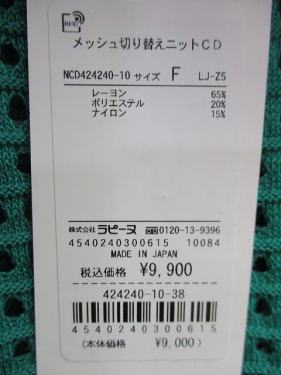 RFID
メッシュ切り替えニットCD
NCD424240-10 サイズ F LJ-Z5
レーヨン 65%
ポリエステル 20%
ナイロン 15%
株式会社 ラピーヌ 0120-13-9396
4540240300615 10084
MADE IN JAPAN
税込価格 ¥9,900
424240-10-38
4540240300615
(本体価格 ¥9,000)